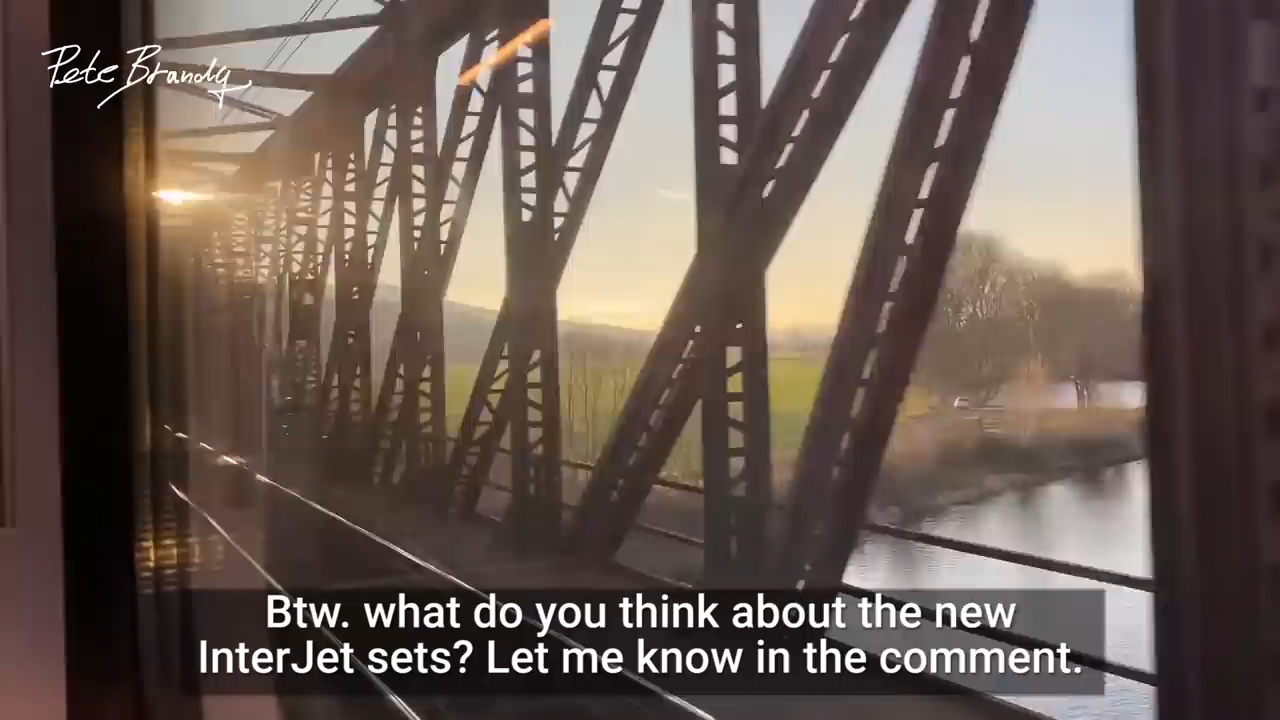 Pete Brandy
Btw. what do you think about the new
InterJet sets? Let me know in the comment.